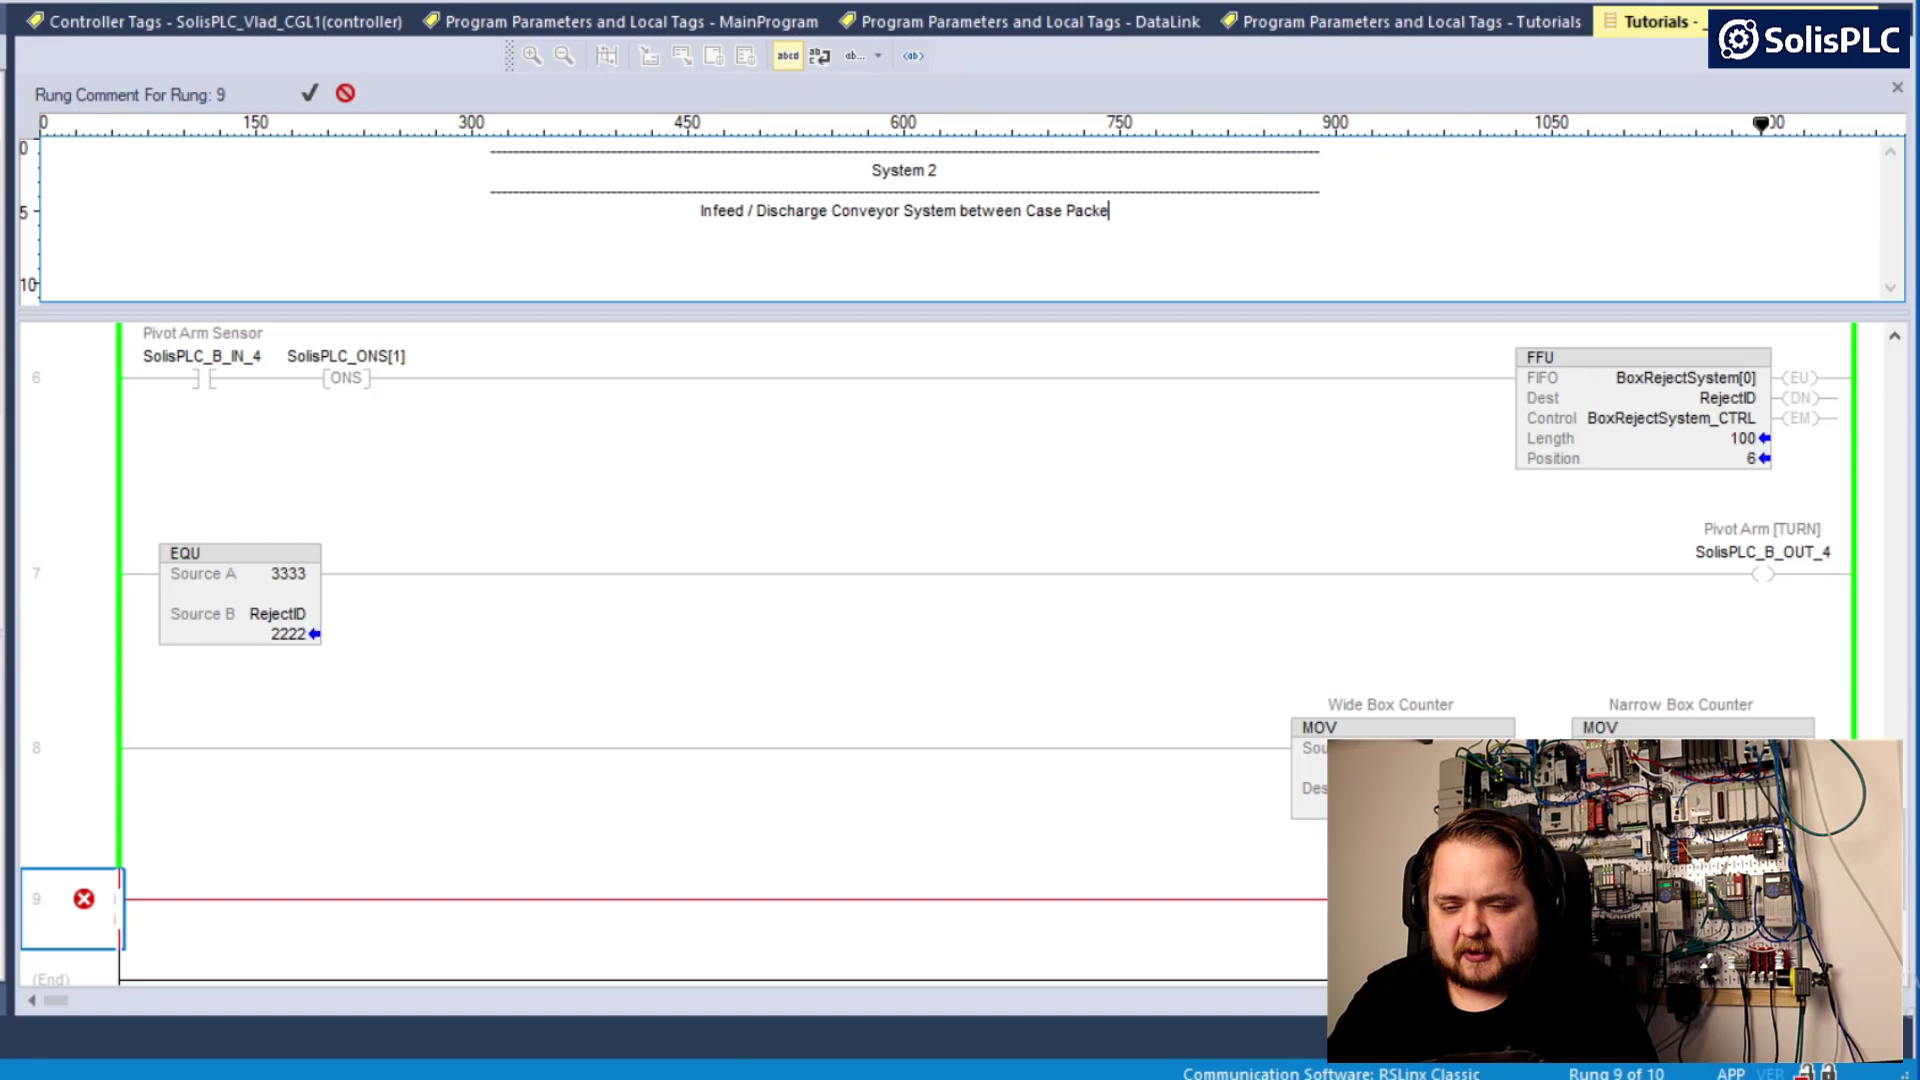 Controller Tags - SolisPLC_Vlad_CGL1(controller)
Program Parameters and Local Tags - MainProgram
Program Parameters and Local Tags - DataLink
Program Parameters and Local Tags - Tutorials
Tutorials -
SolisPLC
abcd
ab...
Rung Comment For Rung: 9
0
150
300
450
600
750
900
1050
0
5
10
System 2
Infeed / Discharge Conveyor System between Case Packe
Pivot Arm Sensor
SolisPLC_B_IN_4
SolisPLC_ONS[1]
6
ONS
FFU
FIFO BoxRejectSystem[0]
Dest RejectID
Control BoxRejectSystem_CTRL
Length 100
Position 6
EU
DN
EM
Pivot Arm [TURN]
SolisPLC_B_OUT_4
7
EQU
Source A 3333
Source B RejectID
2222
Wide Box Counter
Narrow Box Counter
8
MOV
MOV
9
(End)
Communication Software: RSLinx Classic
Rung 9 of 10
APP
VER